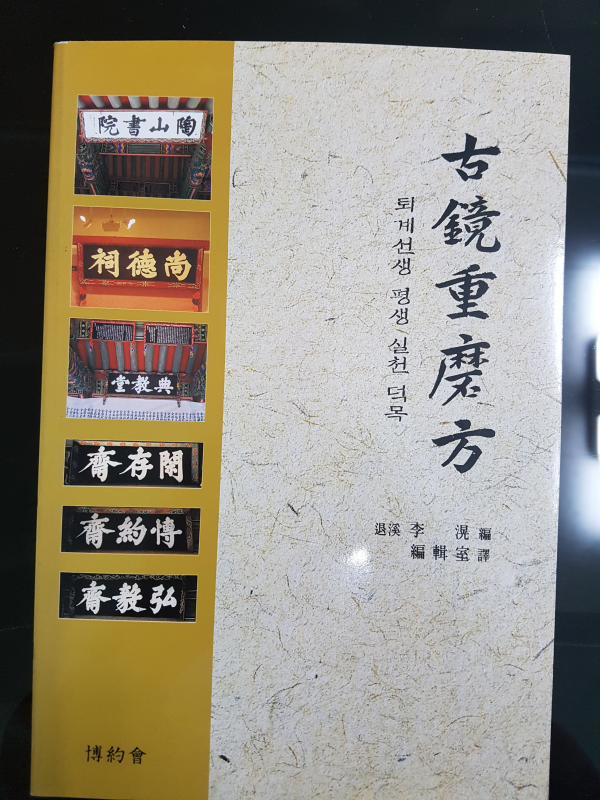 古鏡重磨方
퇴계선생 평생 실천 덕목
退溪 李 滉 編
編輯室 譯
陶山書院
尚德祠
典教堂
閑存齋
博約齋
弘教齋
博約會